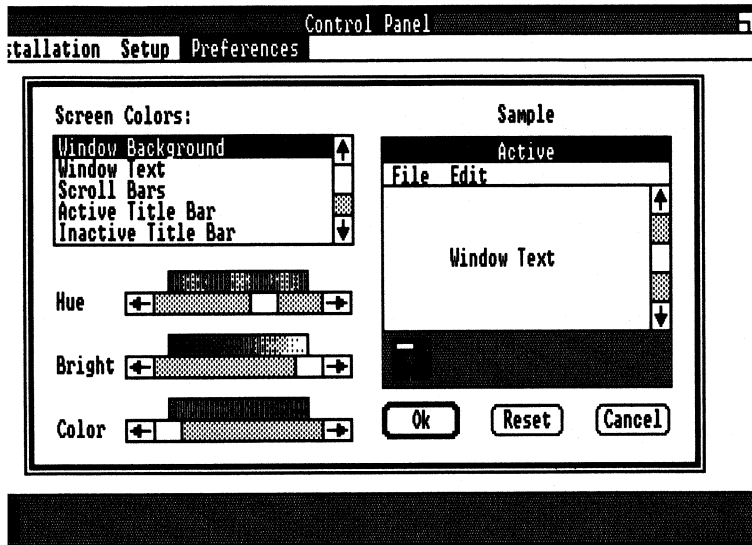 Control Panel
stallation Setup Preferences
Screen Colors:
Window Background
Window Text
Scroll Bars
Active Title Bar
Inactive Title Bar
Hue
Bright
Color
Sample
Active
File Edit
Window Text
Ok Reset Cancel